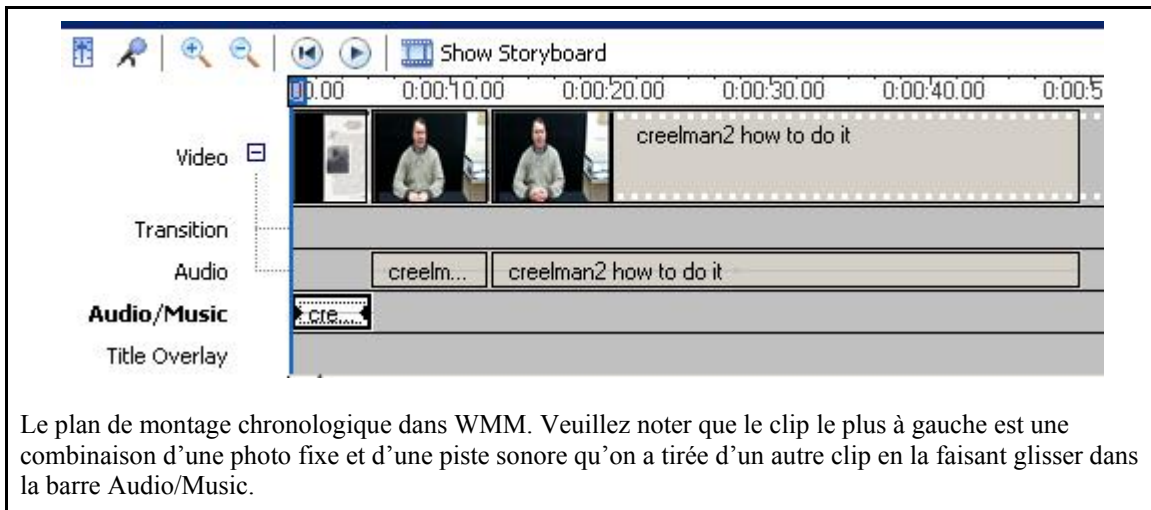 Show Storyboard
00.00 0:00:10.00 0:00:20.00 0:00:30.00 0:00:40.00 0:00:5
Video
creelman2 how to do it
Transition
Audio
creelm... creelman2 how to do it
Audio/Music
cre...
Title Overlay
Le plan de montage chronologique dans WMM. Veuillez noter que le clip le plus à gauche est une
combinaison d’une photo fixe et d’une piste sonore qu’on a tirée d’un autre clip en la faisant glisser dans
la barre Audio/Music.